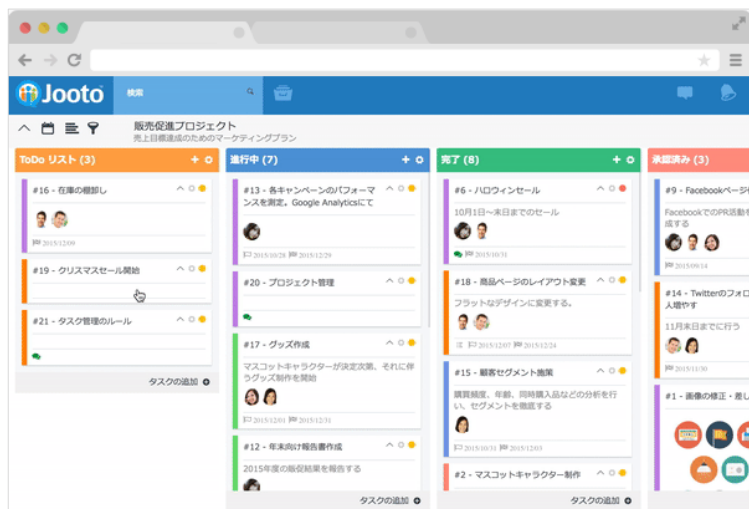 Jooto
検索
販売促進プロジェクト
売上目標達成のためのマーケティングプラン
ToDo リスト (3)
#16 - 在庫の棚卸し
2015/12/09
#19 - クリスマスセール開始
#21 - タスク管理のルール
タスクの追加
進行中 (7)
#13 - 各キャンペーンのパフォーマ
ンスを測定。Google Analyticsにて
2015/10/28 2015/12/29
#20 - プロジェクト管理
#17 - グッズ作成
マスコットキャラクターが決定次第、それに伴
うグッズ制作を開始
2015/12/01 2015/12/31
#12 - 年末向け報告書作成
2015年度の販促結果を報告する
タスクの追加
完了 (8)
#6 - ハロウィンセール
10月1日〜末日までのセール
2015/10/31
#18 - 商品ページのレイアウト変更
フラットなデザインに変更する。
2015/12/07 2015/12/24
#15 - 顧客セグメント施策
購買頻度、年齢、同時購入品などの分析を行
い、セグメントを徹底する
2015/10/31 2015/12/03
#2 - マスコットキャラクター制作
タスクの追加
承認済み (3)
#9 - Facebookページ
FacebookでのPR活動を
成する
2015/09/14
#14 - Twitterのフォロ
人増やす
11月末日までに行う
2015/11/30
#1 - 画像の修正・差し